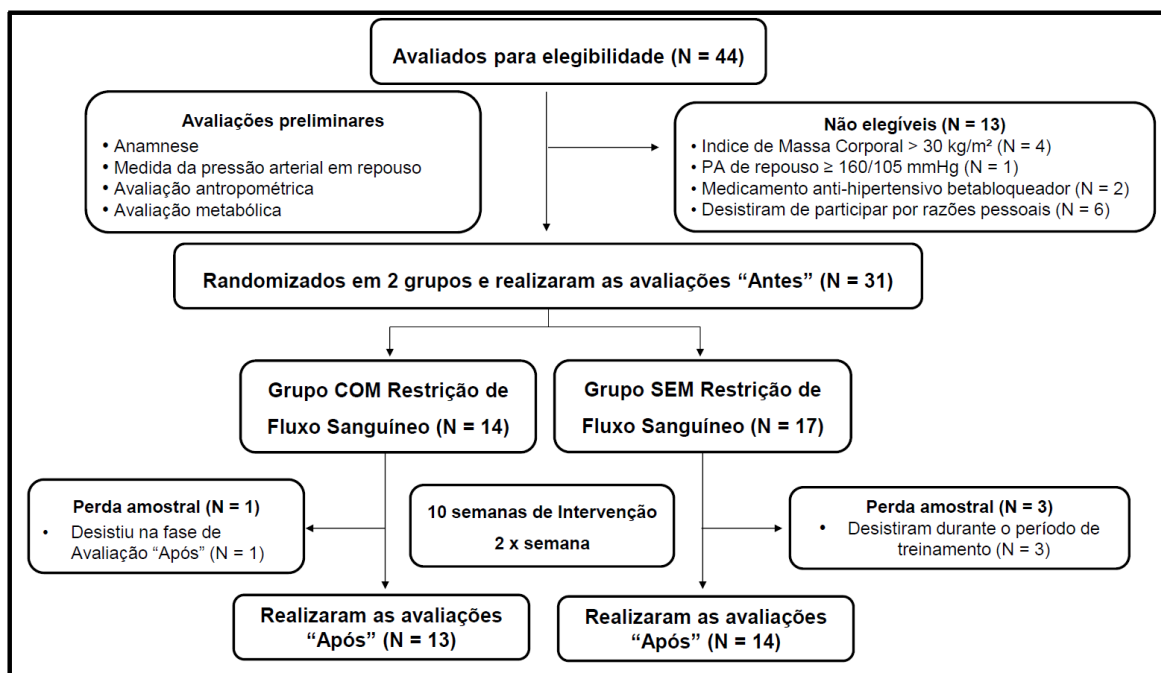 Avaliados para elegibilidade (N = 44)
Avaliações preliminares
• Anamnese
• Medida da pressão arterial em repouso
• Avaliação antropométrica
• Avaliação metabólica
Não elegíveis (N = 13)
• Indice de Massa Corporal > 30 kg/m² (N = 4)
• PA de repouso ≥ 160/105 mmHg (N = 1)
• Medicamento anti-hipertensivo betabloqueador (N = 2)
• Desistiram de participar por razões pessoais (N = 6)
Randomizados em 2 grupos e realizaram as avaliações “Antes” (N = 31)
Grupo COM Restrição de
Fluxo Sanguíneo (N = 14)
Grupo SEM Restrição de
Fluxo Sanguíneo (N = 17)
Perda amostral (N = 1)
• Desistiu na fase de
Avaliação “Após” (N = 1)
10 semanas de Intervenção
2 x semana
Perda amostral (N = 3)
• Desistiram durante o período de
treinamento (N = 3)
Realizaram as avaliações
“Após” (N = 13)
Realizaram as avaliações
“Após” (N = 14)